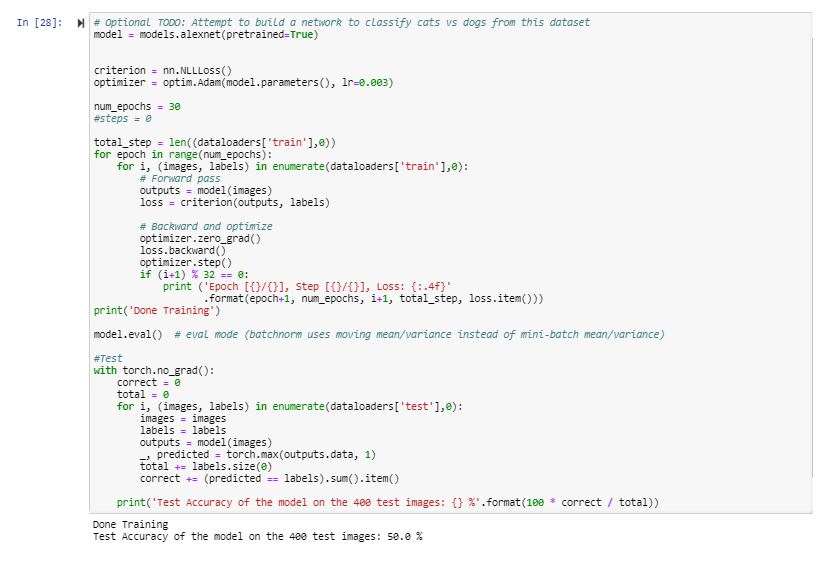 In [28]: # Optional TODO: Attempt to build a network to classify cats vs dogs from this dataset
model = models.alexnet(pretrained=True)
criterion = nn.NLLLoss()
optimizer = optim.Adam(model.parameters(), lr=0.003)
num_epochs = 30
#steps = 0
total_step = len((dataloaders['train'],0))
for epoch in range(num_epochs):
    for i, (images, labels) in enumerate(dataloaders['train'],0):
        # Forward pass
        outputs = model(images)
        loss = criterion(outputs, labels)
        # Backward and optimize
        optimizer.zero_grad()
        loss.backward()
        optimizer.step()
        if (i+1) % 32 == 0:
            print ('Epoch [{}/{}], Step [{}/{}], Loss: {:.4f}'
                   .format(epoch+1, num_epochs, i+1, total_step, loss.item()))
print('Done Training')
model.eval()  # eval mode (batchnorm uses moving mean/variance instead of mini-batch mean/variance)
#Test
with torch.no_grad():
    correct = 0
    total = 0
    for i, (images, labels) in enumerate(dataloaders['test'],0):
        images = images
        labels = labels
        outputs = model(images)
        _, predicted = torch.max(outputs.data, 1)
        total += labels.size(0)
        correct += (predicted == labels).sum().item()
    print('Test Accuracy of the model on the 400 test images: {} %'.format(100 * correct / total))
Done Training
Test Accuracy of the model on the 400 test images: 50.0 %